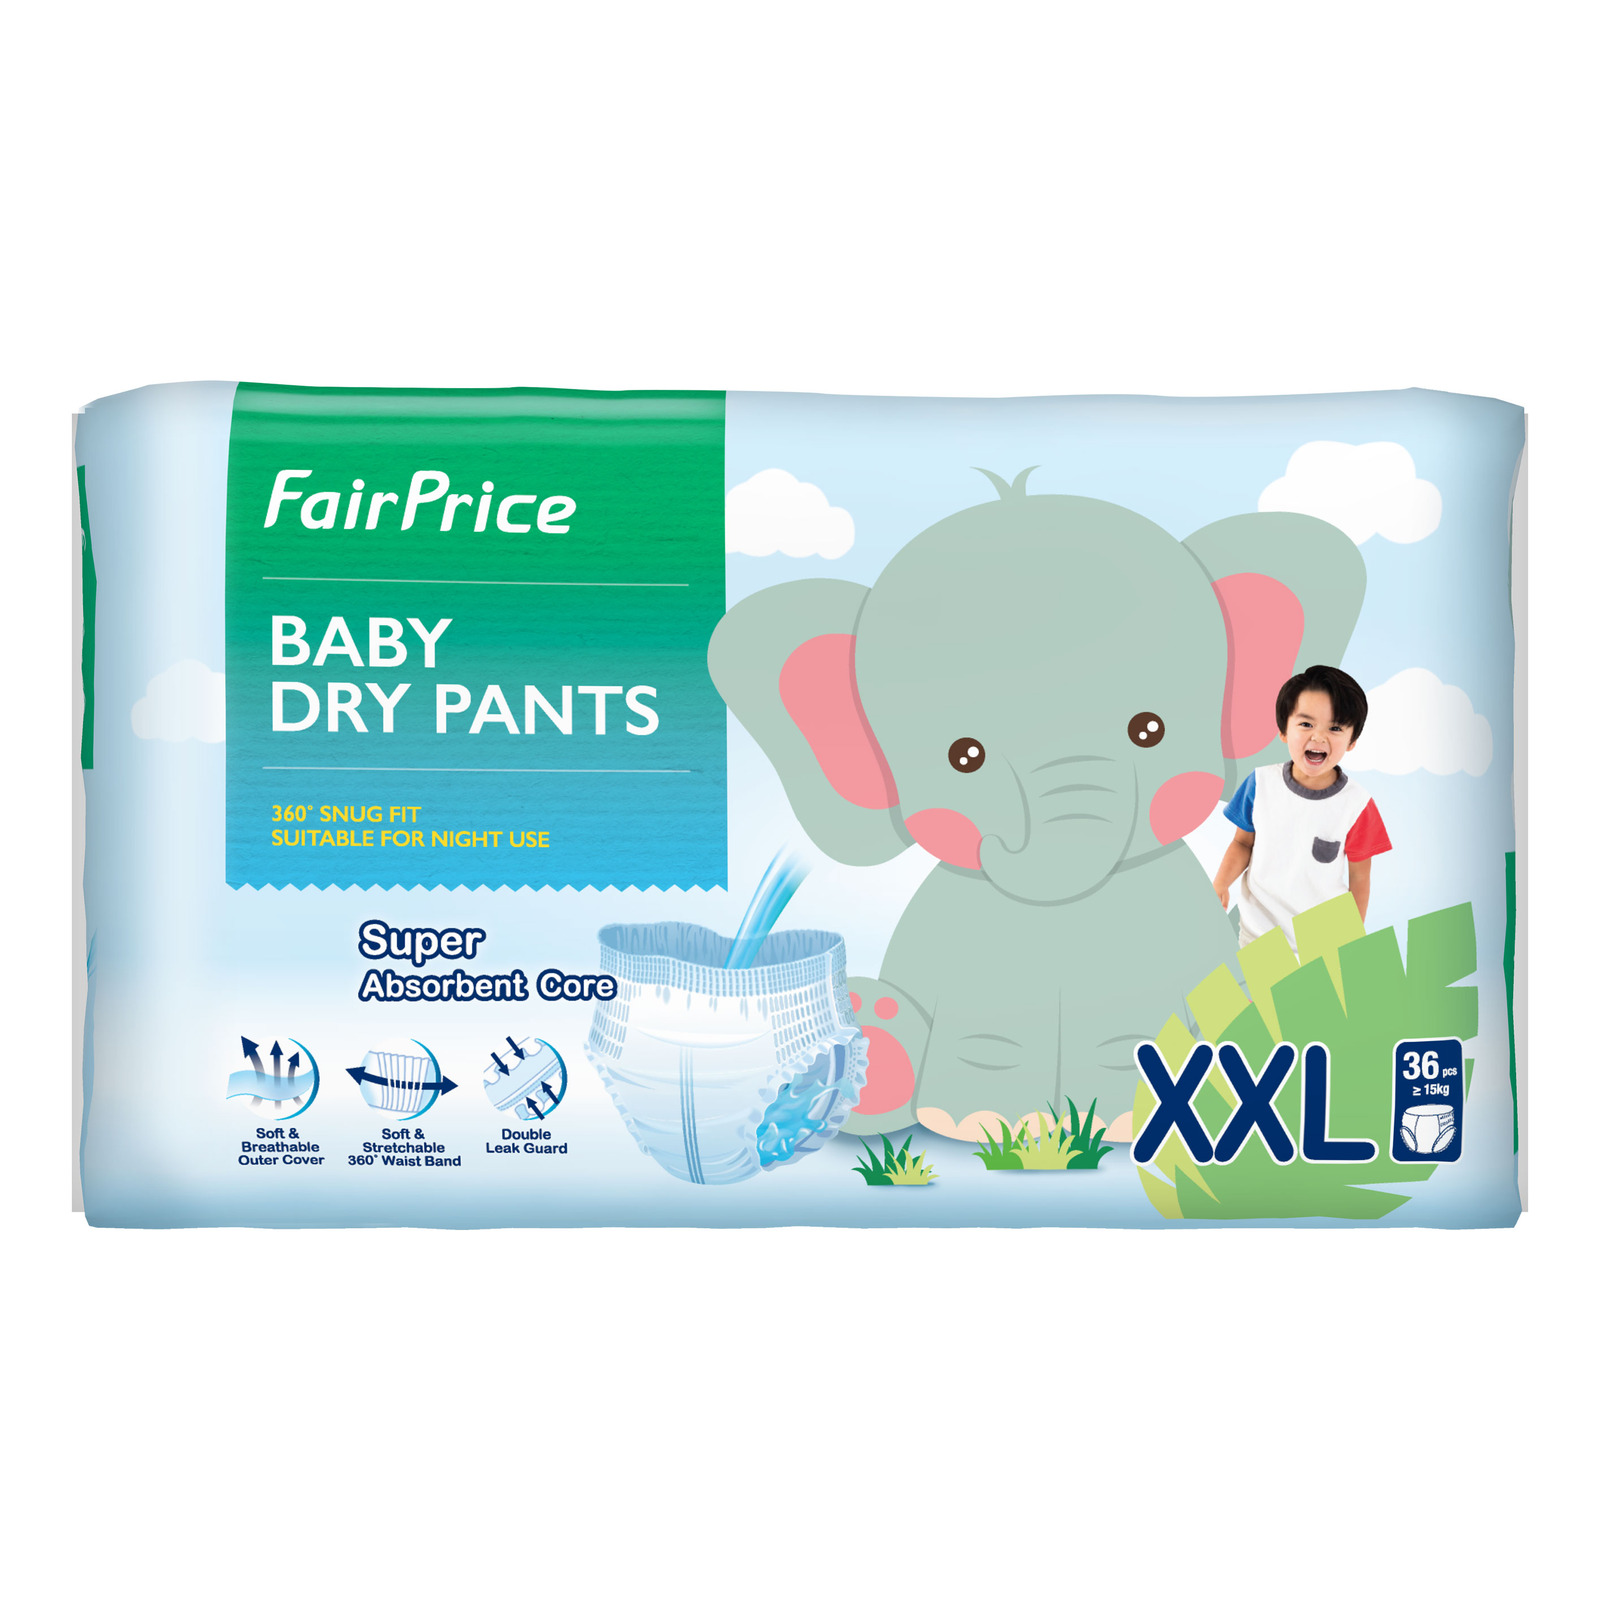 FairPrice
BABY
DRY PANTS
360° SNUG FIT
SUITABLE FOR NIGHT USE
Super
Absorbent Core
Soft &
Breathable
Outer Cover
Soft &
Stretchable
360° Waist Band
Double
Leak Guard
XXL
36 pcs
≥ 15kg